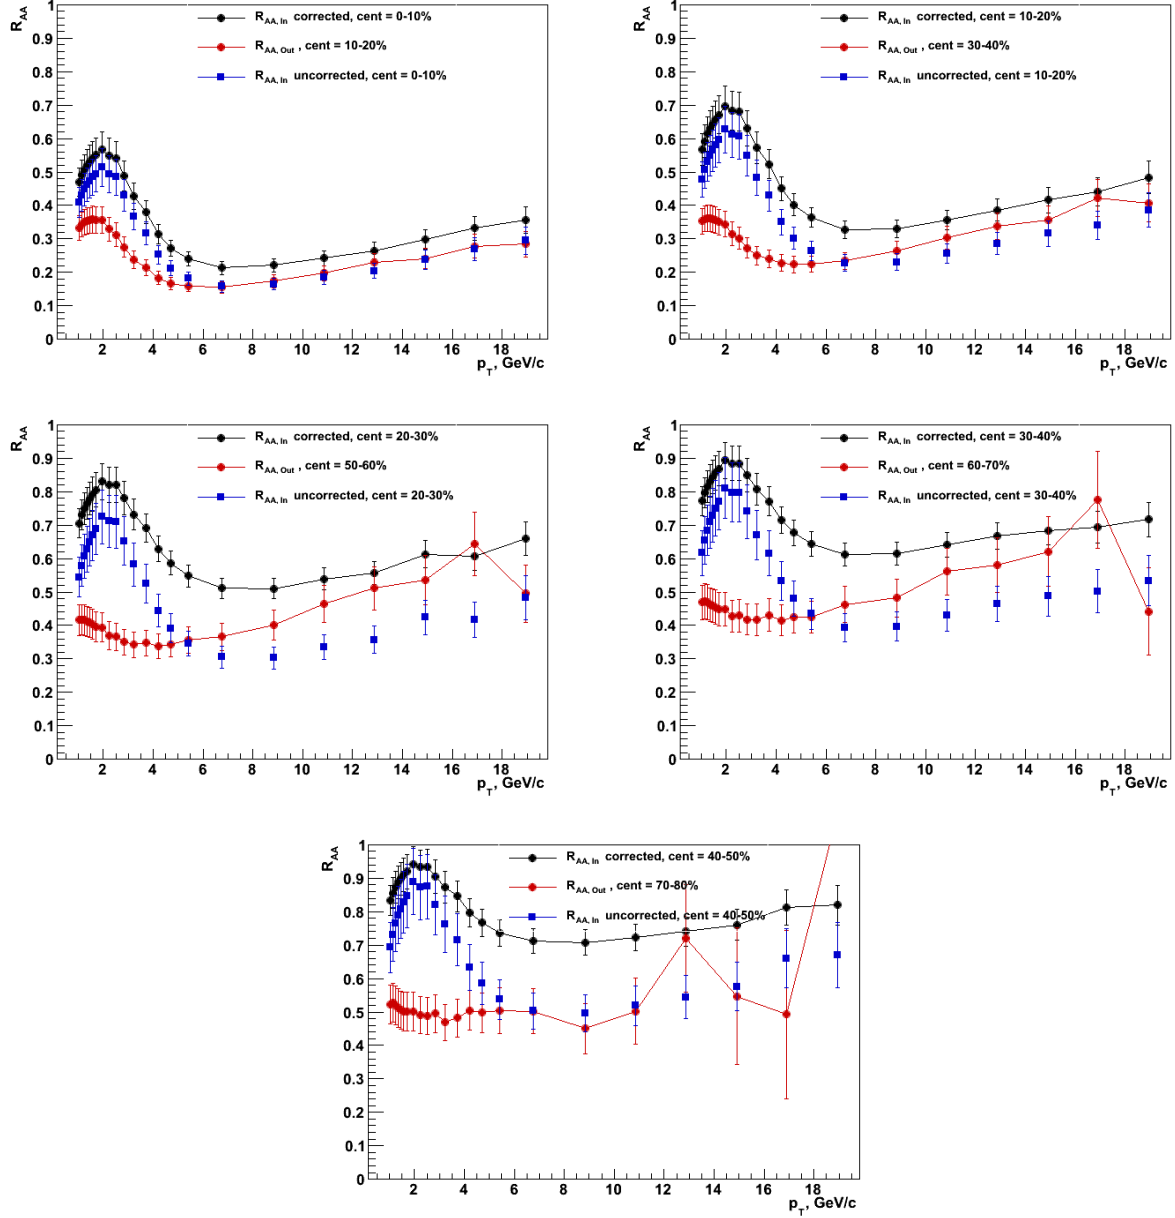 R_AA
1
0.9
0.8
0.7
0.6
0.5
0.4
0.3
0.2
0.1
0
R_AA, In corrected, cent = 0-10%
R_AA, Out , cent = 10-20%
R_AA, In uncorrected, cent = 0-10%
2 4 6 8 10 12 14 16 18
p_T, GeV/c
R_AA
1
0.9
0.8
0.7
0.6
0.5
0.4
0.3
0.2
0.1
0
R_AA, In corrected, cent = 10-20%
R_AA, Out , cent = 30-40%
R_AA, In uncorrected, cent = 10-20%
2 4 6 8 10 12 14 16 18
p_T, GeV/c
R_AA
1
0.9
0.8
0.7
0.6
0.5
0.4
0.3
0.2
0.1
0
R_AA, In corrected, cent = 20-30%
R_AA, Out , cent = 50-60%
R_AA, In uncorrected, cent = 20-30%
2 4 6 8 10 12 14 16 18
p_T, GeV/c
R_AA
1
0.9
0.8
0.7
0.6
0.5
0.4
0.3
0.2
0.1
0
R_AA, In corrected, cent = 30-40%
R_AA, Out , cent = 60-70%
R_AA, In uncorrected, cent = 30-40%
2 4 6 8 10 12 14 16 18
p_T, GeV/c
R_AA
1
0.9
0.8
0.7
0.6
0.5
0.4
0.3
0.2
0.1
0
R_AA, In corrected, cent = 40-50%
R_AA, Out , cent = 70-80%
R_AA, In uncorrected, cent = 40-50%
2 4 6 8 10 12 14 16 18
p_T, GeV/c